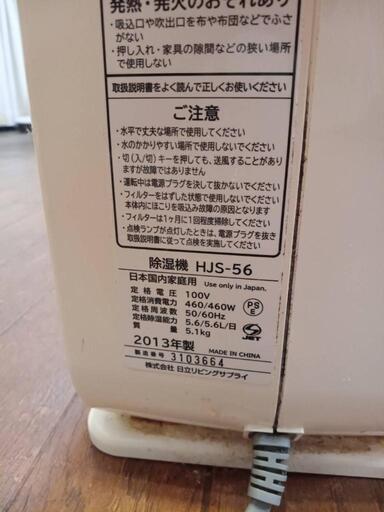 発熱・発火のおそれあり
・吸込口や吹出口を布や布団などでふさ
がない
・押し入れ・家具の隙間などの狭い場所
で使用しない
取扱説明書をよく読んで正しくお使いください
ご注意
・水平で丈夫な場所で使用してください
・水のかかりやすい場所で使用しないでください
・切(入/切)キーを押しても、送風することがあり
ますが故障ではありません
・運転中は電源プラグを決して抜かないでください
・フィルターをはずした状態で使用しないでください
本体内にほこりを吸込み故障の原因になります
・フィルターは1ヶ月に1回程度掃除してください
・点検ランプが点灯したときは、電源プラグを抜き
取扱説明書に従って点検を実施してください
除湿機 HJS-56
日本国内家庭用 Use only in Japan.
定格電圧 100V
定格消費電力 460/460W
定格周波数 50/60Hz
定格除湿能力 5.6/5.6L/日
質量 5.1kg
PSE
JET
2013年製 MADE IN CHINA
製造番号 3103664
株式会社 日立リビングサプライ